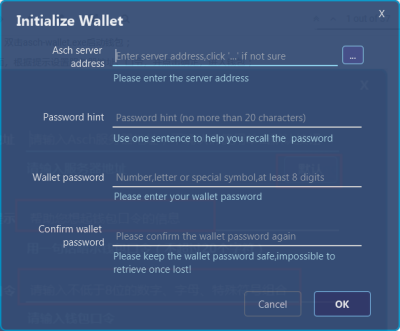 Initialize Wallet
X
Asch server address
Enter server address,click '...' if not sure
...
Please enter the server address
Password hint
Password hint (no more than 20 characters)
Use one sentence to help you recall the  password
Wallet password
Number,letter or special symbol,at least 8 digits
Please enter your wallet password
Confirm wallet password
Please confirm the wallet password again
Please keep the wallet password safe,impossible to
retrieve once lost!
Cancel
OK